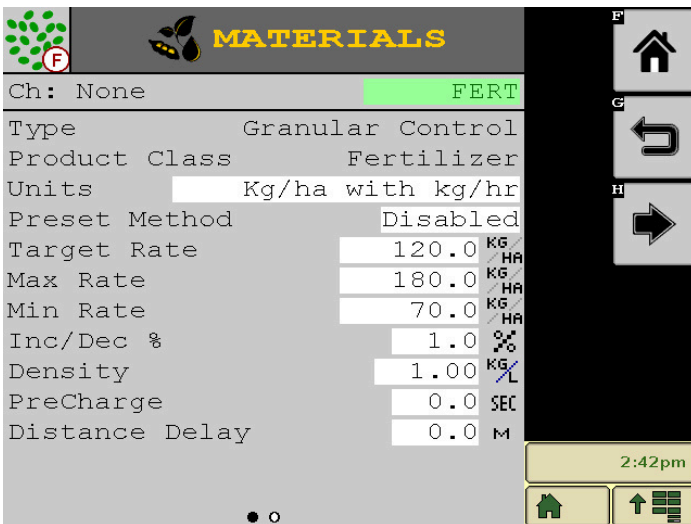 F
MATERIALS
F
Ch: None FERT
G
Type Granular Control
Product Class Fertilizer
Units Kg/ha with kg/hr
H
Preset Method Disabled
Target Rate 120.0 KG/HA
Max Rate 180.0 KG/HA
Min Rate 70.0 KG/HA
Inc/Dec % 1.0 %
Density 1.00 KG/L
PreCharge 0.0 SEC
Distance Delay 0.0 M
2:42pm